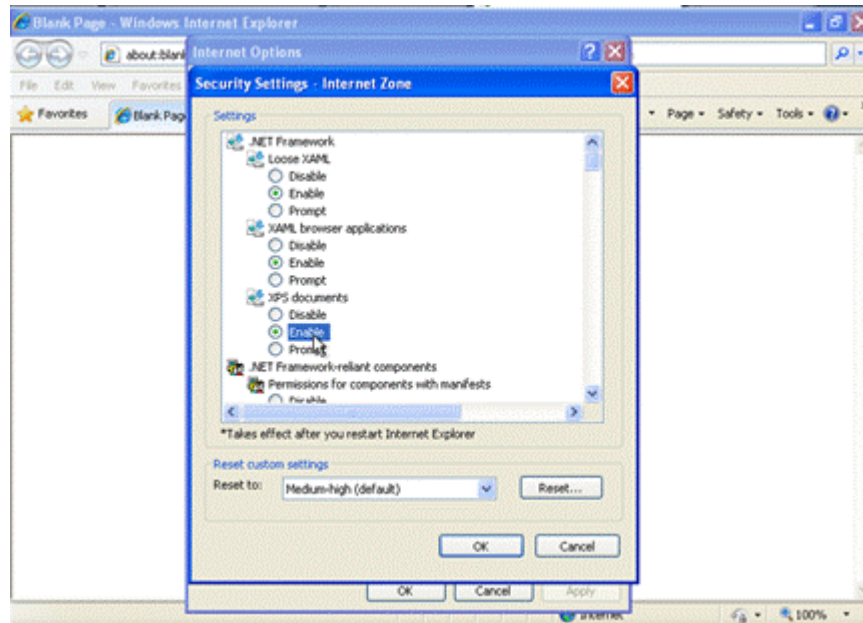 Blank Page - Windows Internet Explorer
about:blank
Internet Options
File Edit View Favorites
Security Settings - Internet Zone
Favorites Blank Page Page Safety Tools
Settings
.NET Framework
Loose XAML
Disable
Enable
Prompt
XAML browser applications
Disable
Enable
Prompt
XPS documents
Disable
Enable
Prompt
.NET Framework-reliant components
Permissions for components with manifests
Disable
*Takes effect after you restart Internet Explorer
Reset custom settings
Reset to: Medium-high (default) Reset...
OK Cancel
OK Cancel Apply
Internet 100%